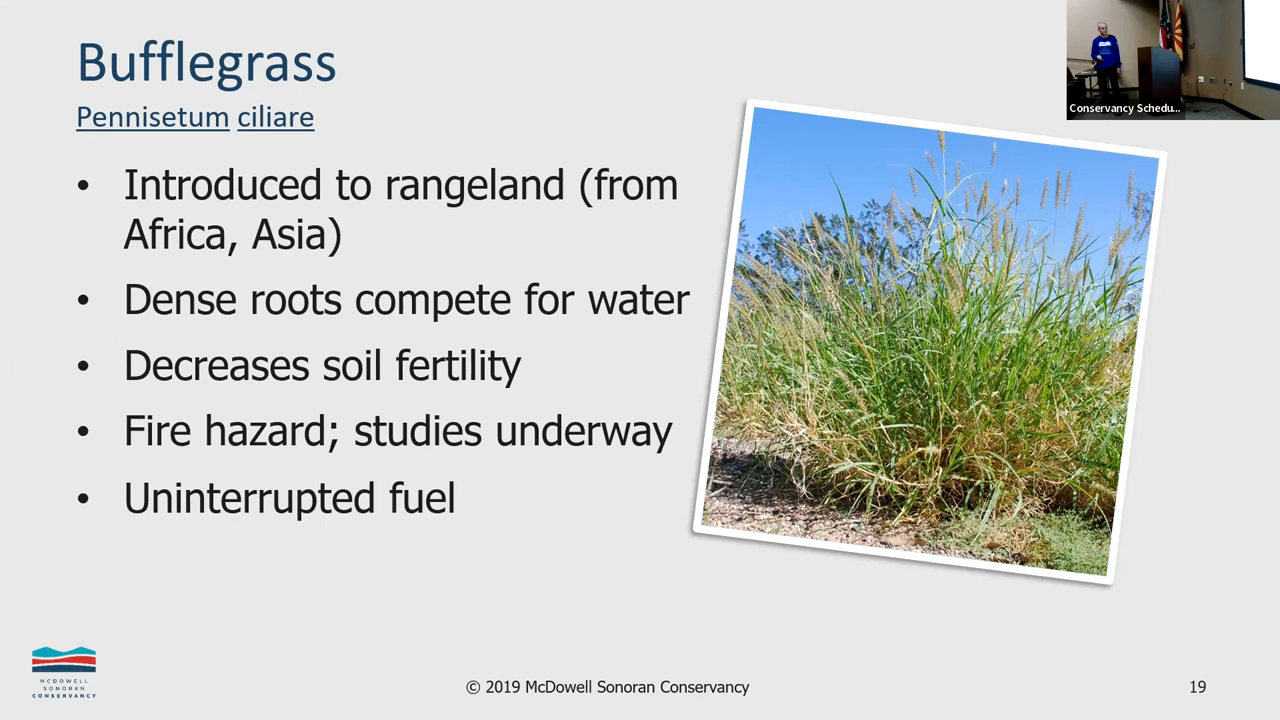 Bufflegrass
Pennisetum ciliare
• Introduced to rangeland (from
Africa, Asia)
• Dense roots compete for water
• Decreases soil fertility
• Fire hazard; studies underway
• Uninterrupted fuel
Conservancy Schedu...
MCDOWELL
SONORAN
CONSERVANCY
© 2019 McDowell Sonoran Conservancy
19